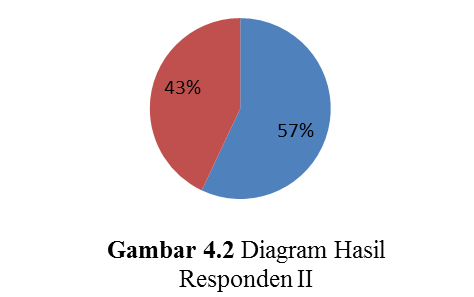 43%
57%
Gambar 4.2 Diagram Hasil
Responden II